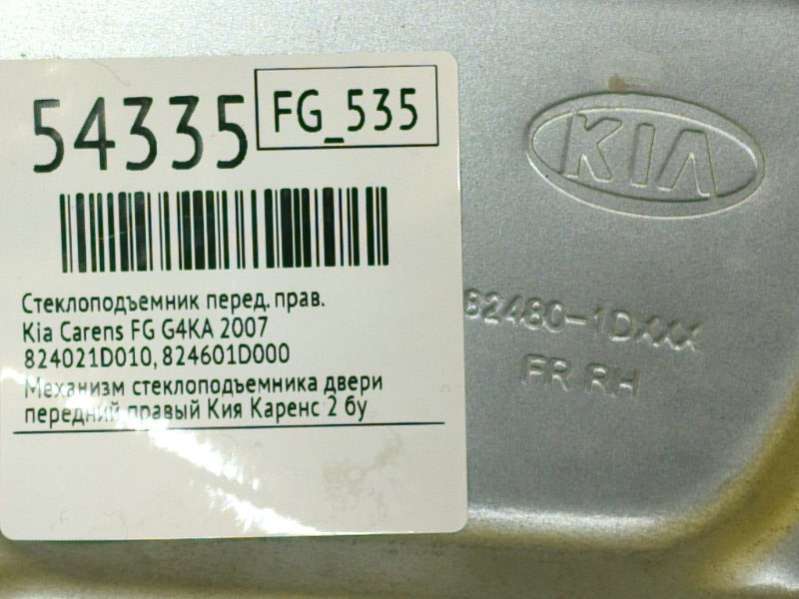 54335
FG_535
Стеклоподъемник перед. прав.
Kia Carens FG G4KA 2007
824021D010, 824601D000
Механизм стеклоподъемника двери
передний правый Кия Каренс 2 бу
KIA
82480-1DXXX
FR RH